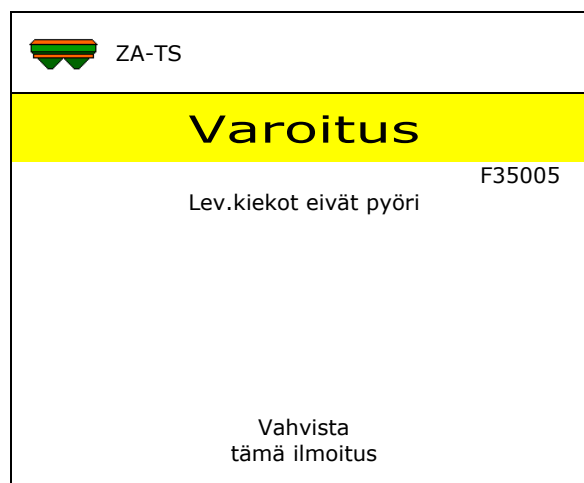 ZA-TS
Varoitus
F35005
Lev.kiekot eivät pyöri
Vahvista
tämä ilmoitus